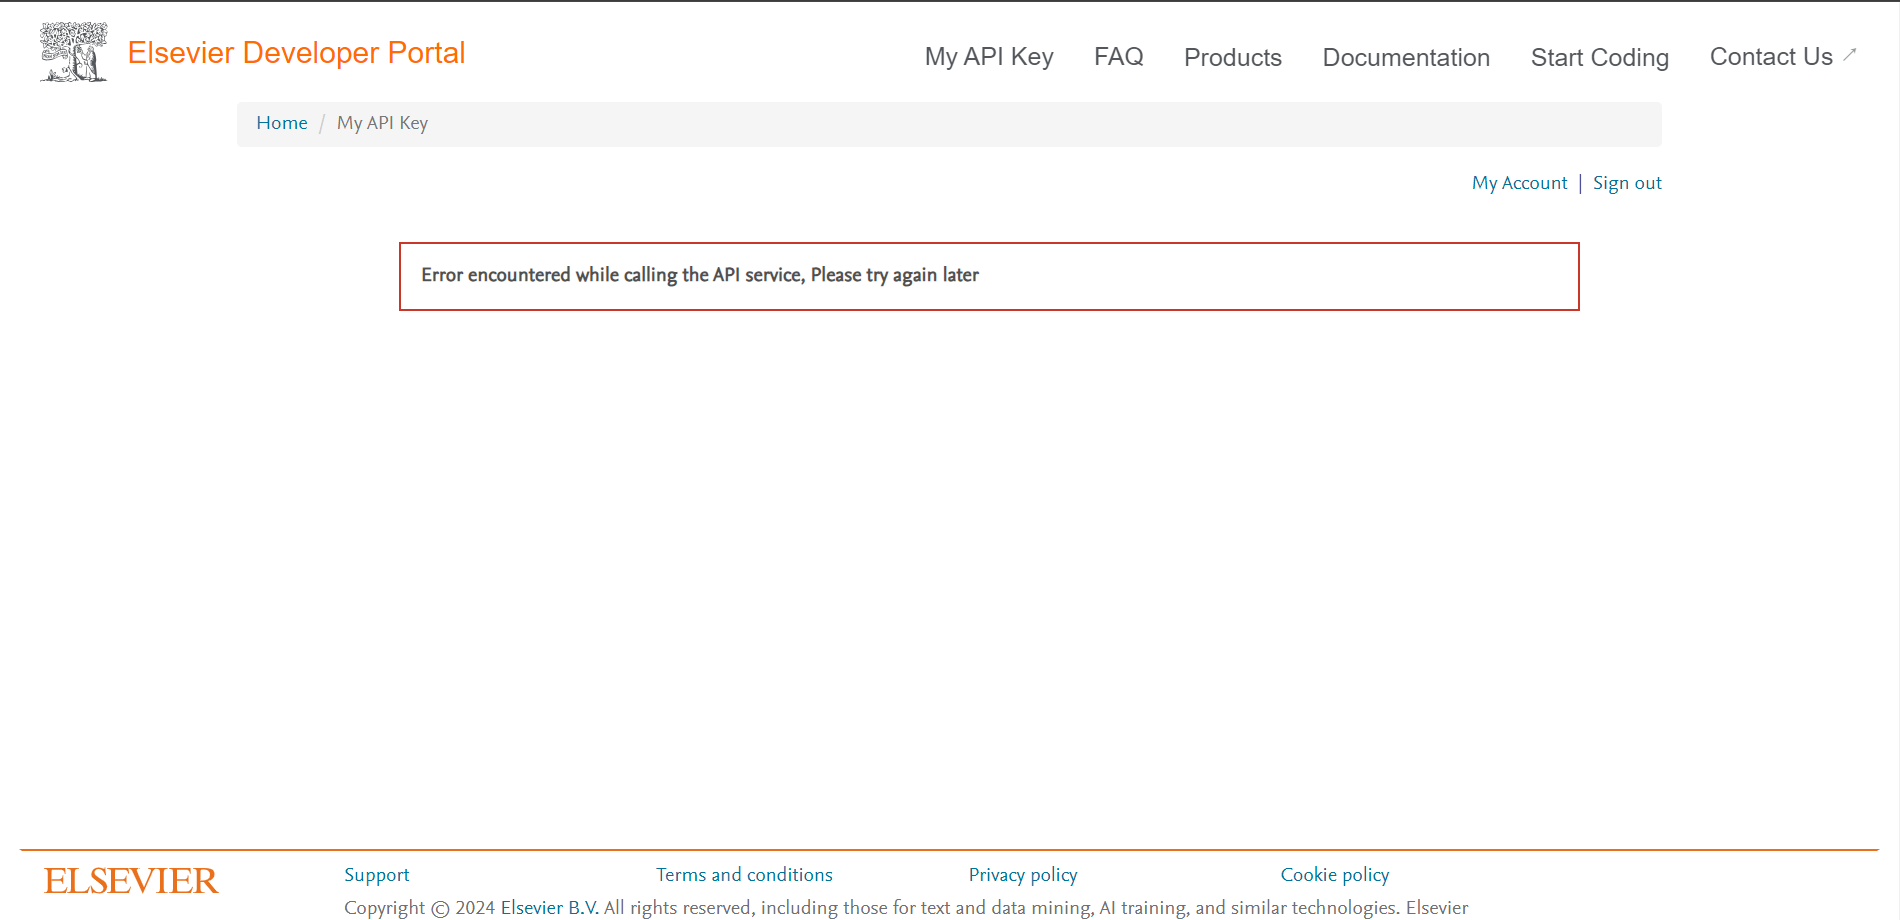 Elsevier Developer Portal
My API Key FAQ Products Documentation Start Coding Contact Us
Home / My API Key
My Account | Sign out
Error encountered while calling the API service, Please try again later
ELSEVIER
Support Terms and conditions Privacy policy Cookie policy
Copyright © 2024 Elsevier B.V. All rights reserved, including those for text and data mining, AI training, and similar technologies. Elsevier